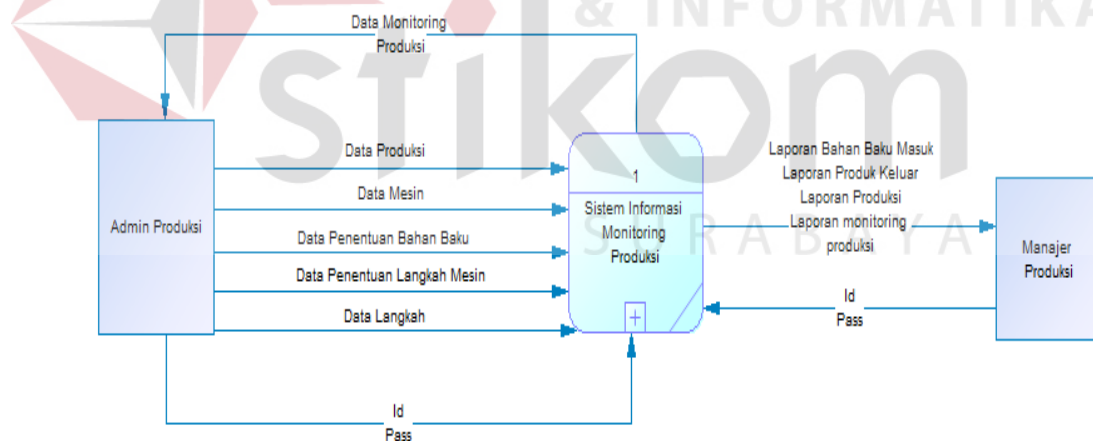 & INFORMATIKA
stikom
SURABAYA
Data Monitoring
Produksi
Admin Produksi
Data Produksi
Data Mesin
Data Penentuan Bahan Baku
Data Penentuan Langkah Mesin
Data Langkah
Id
Pass
1
Sistem Informasi
Monitoring
Produksi
+
Laporan Bahan Baku Masuk
Laporan Produk Keluar
Laporan Produksi
Laporan monitoring
produksi
Id
Pass
Manajer
Produksi